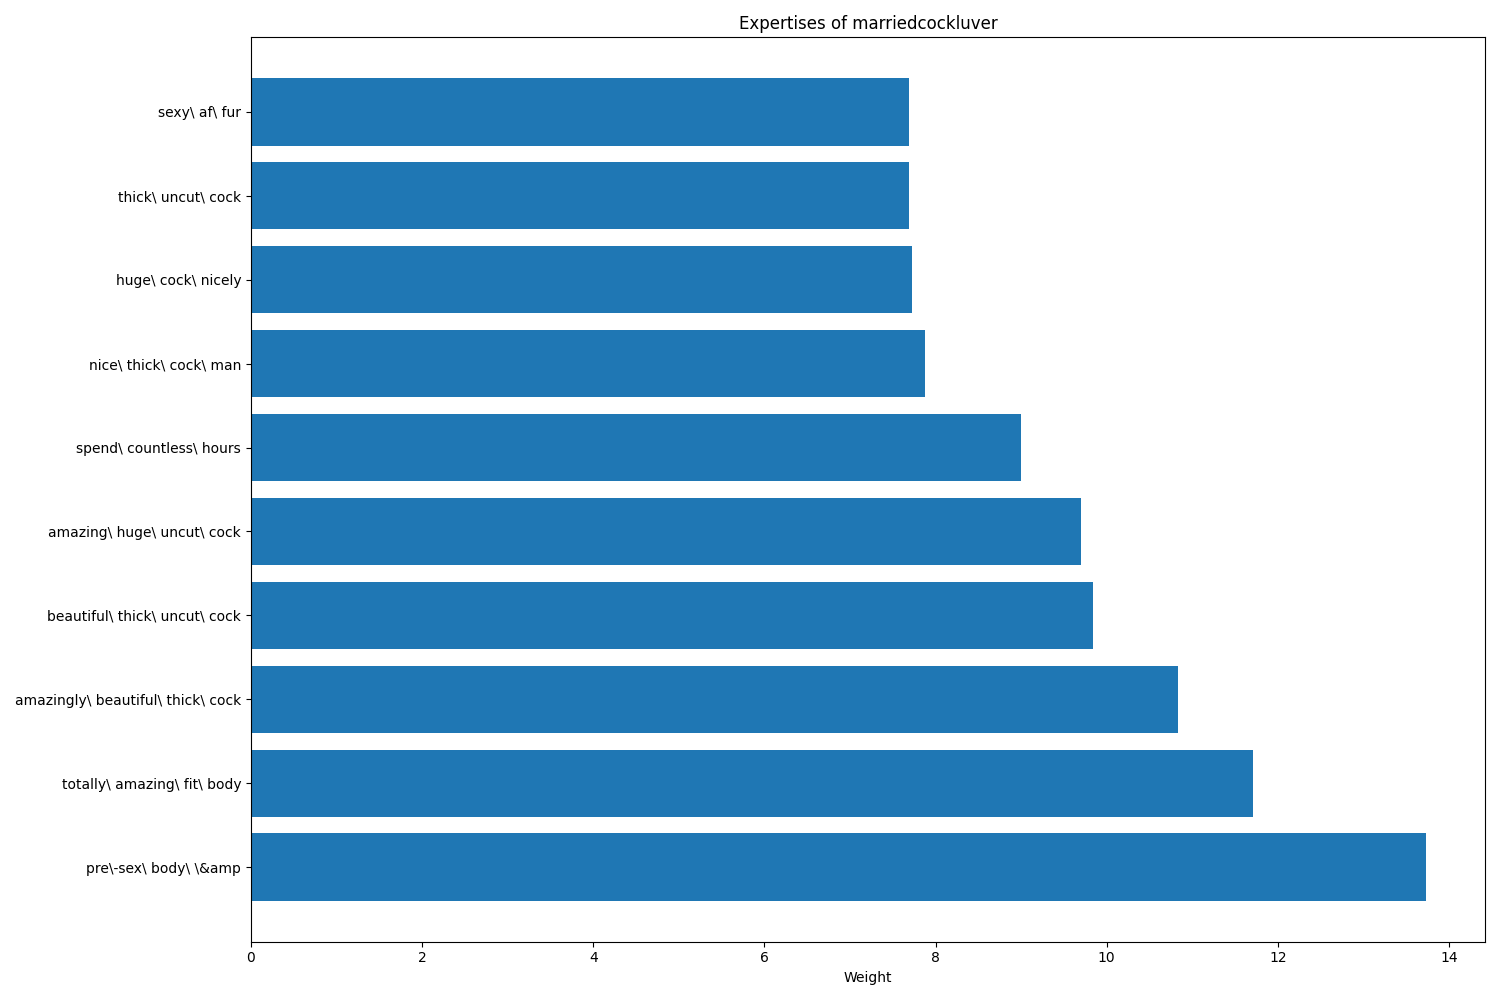 Expertises of marriedcockluver
sexy\ af\ fur
thick\ uncut\ cock
huge\ cock\ nicely
nice\ thick\ cock\ man
spend\ countless\ hours
amazing\ huge\ uncut\ cock
beautiful\ thick\ uncut\ cock
amazingly\ beautiful\ thick\ cock
totally\ amazing\ fit\ body
pre\-sex\ body\ \&amp
0 2 4 6 8 10 12 14
Weight